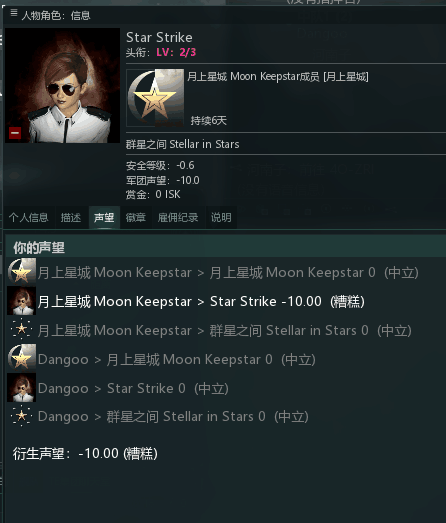 人物角色：信息
Star Strike
头衔：LV：2/3
月上星城 Moon Keepstar成员 [月上星城]
持续6天
群星之间 Stellar in Stars
安全等级：-0.6
军团声望：-10.0
赏金：0 ISK
个人信息 描述 声望 徽章 雇佣纪录 说明
你的声望
月上星城 Moon Keepstar > 月上星城 Moon Keepstar 0 (中立)
月上星城 Moon Keepstar > Star Strike -10.00 (糟糕)
月上星城 Moon Keepstar > 群星之间 Stellar in Stars 0 (中立)
Dangoo > 月上星城 Moon Keepstar 0 (中立)
Dangoo > Star Strike 0 (中立)
Dangoo > 群星之间 Stellar in Stars 0 (中立)
衍生声望：-10.00 (糟糕)